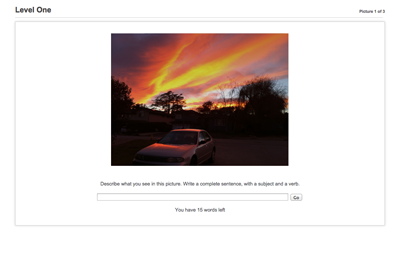 Level One
Picture 1 of 3
Describe what you see in this picture. Write a complete sentence, with a subject and a verb.
Go
You have 15 words left